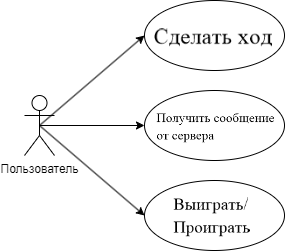 Сделать ход
Получить сообщение
от сервера
Пользователь
Выиграть/
Проиграть